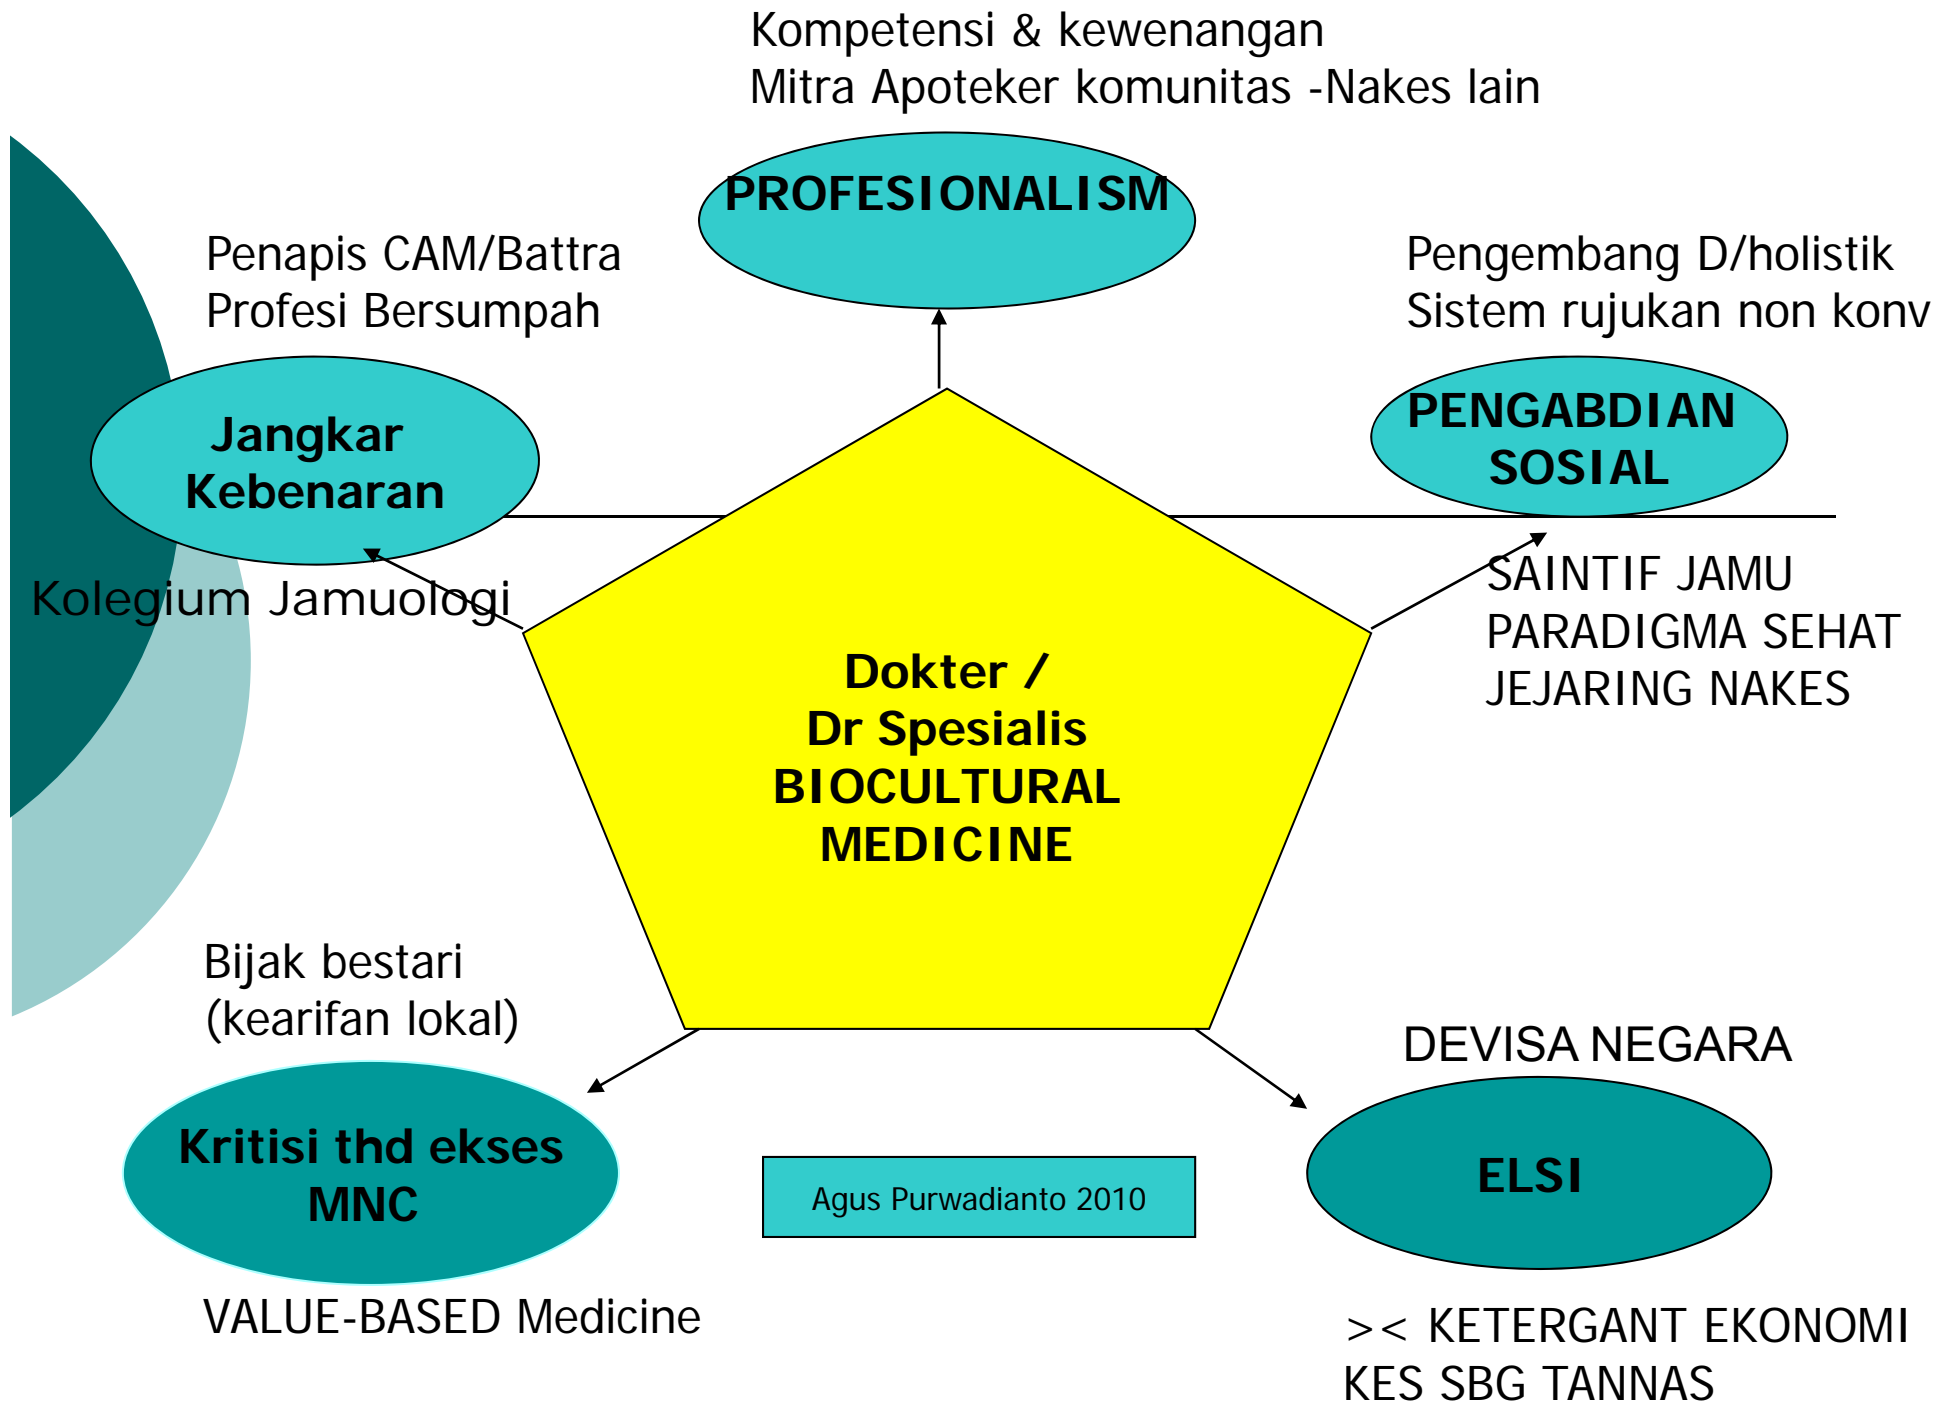 Kompetensi & kewenangan
Mitra Apoteker komunitas -Nakes lain
PROFESIONALISM
Penapis CAM/Battra
Profesi Bersumpah
Jangkar
Kebenaran
Kolegium Jamuologi
Pengembang D/holistik
Sistem rujukan non konv
PENGABDIAN
SOSIAL
SAINTIF JAMU
PARADIGMA SEHAT
JEJARING NAKES
Dokter /
Dr Spesialis
BIOCULTURAL
MEDICINE
Bijak bestari
(kearifan lokal)
Kritisi thd ekses
MNC
VALUE-BASED Medicine
Agus Purwadianto 2010
DEVISA NEGARA
ELSI
>< KETERGANT EKONOMI
KES SBG TANNAS